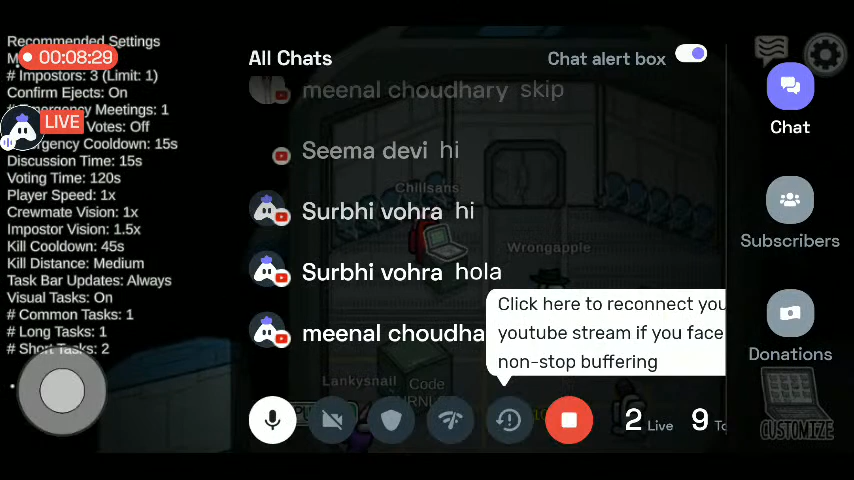 Recommended Settings
00:08:29
# Impostors: 3 (Limit: 1)
Confirm Ejects: On
Meetings: 1
LIVE
Votes: Off
Cooldown: 15s
Discussion Time: 15s
Voting Time: 120s
Player Speed: 1x
Crewmate Vision: 1x
Impostor Vision: 1.5x
Kill Cooldown: 45s
Kill Distance: Medium
Task Bar Updates: Always
Visual Tasks: On
# Common Tasks: 1
# Long Tasks: 1
# Short Tasks: 2
All Chats
Chat alert box
meenal choudhary skip
Seema devi hi
Chillsans
Surbhi vohra hi
Wrongapple
Surbhi vohra hola
meenal choudha
Click here to reconnect you
youtube stream if you face
non-stop buffering
Lankysnail
Code
2 Live
9 To
Chat
Subscribers
Donations
CUSTOMIZE